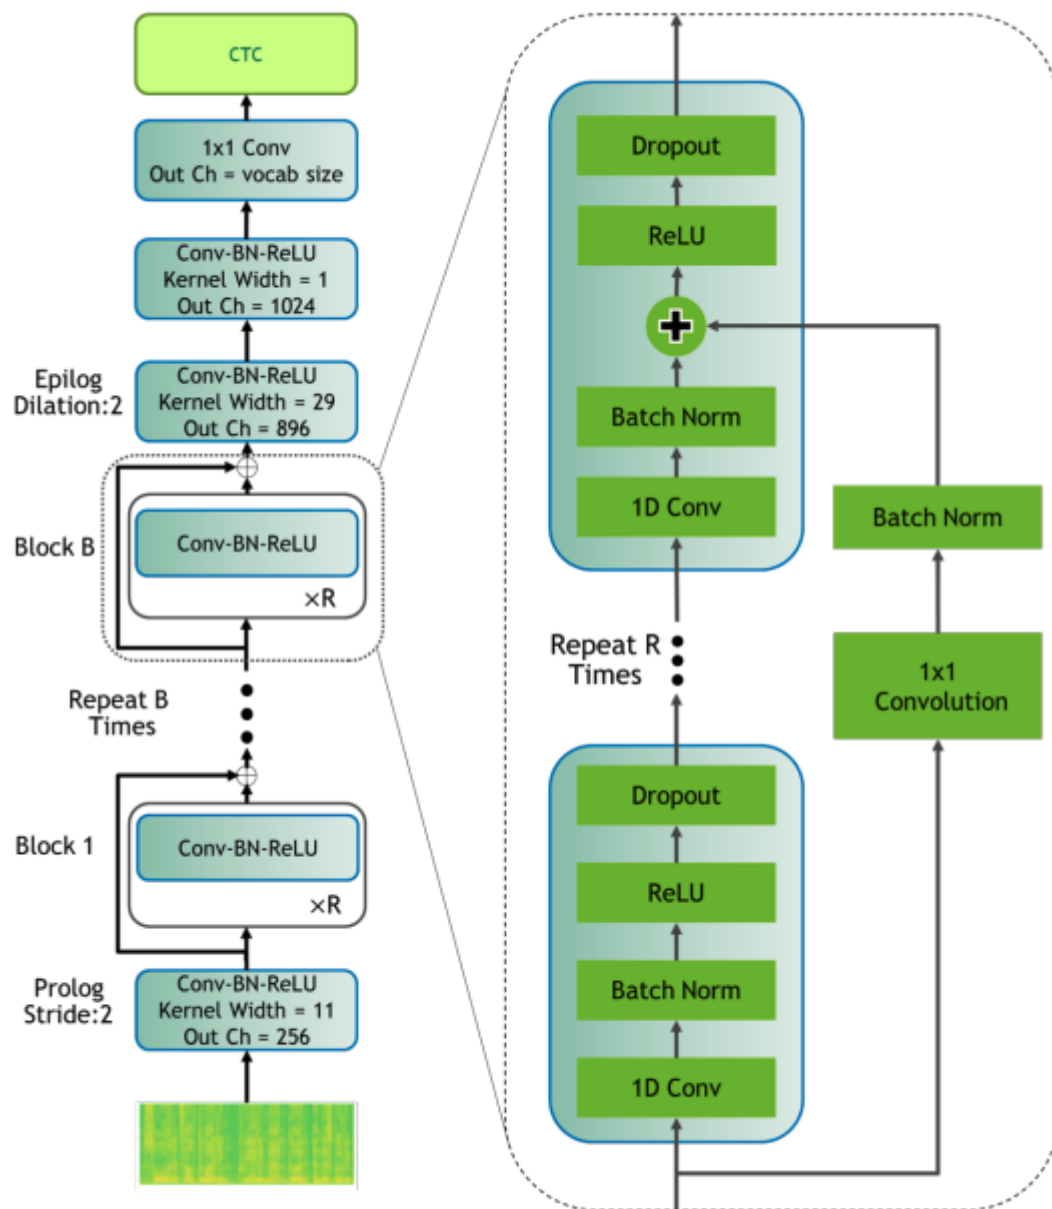 CTC
1x1 Conv
Out Ch = vocab size
Conv-BN-ReLU
Kernel Width = 1
Out Ch = 1024
Epilog
Dilation:2
Conv-BN-ReLU
Kernel Width = 29
Out Ch = 896
Block B
Conv-BN-ReLU
×R
Repeat B
Times
Block 1
Conv-BN-ReLU
×R
Prolog
Stride:2
Conv-BN-ReLU
Kernel Width = 11
Out Ch = 256
Dropout
ReLU
Batch Norm
1D Conv
Repeat R
Times
Dropout
ReLU
Batch Norm
1D Conv
Batch Norm
1x1
Convolution